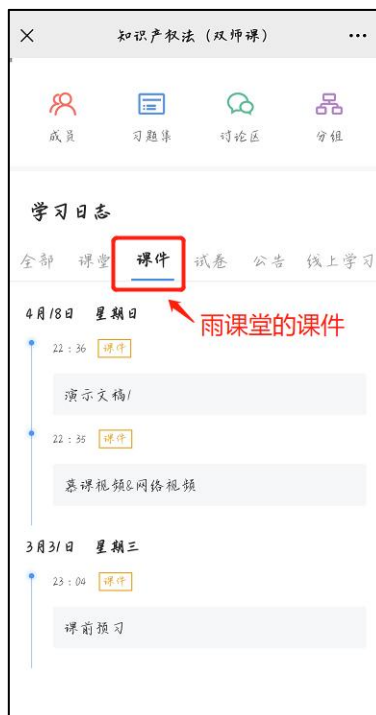 知识产权法（双师课）
成员 习题集 讨论区 分组
学习日志
全部 课堂 课件 试卷 公告 线上学习
4月18日 星期日
雨课堂的课件
22：36 课件
演示文稿1
22：35 课件
慕课视频&网络视频
3月31日 星期三
23：04 课件
课前预习